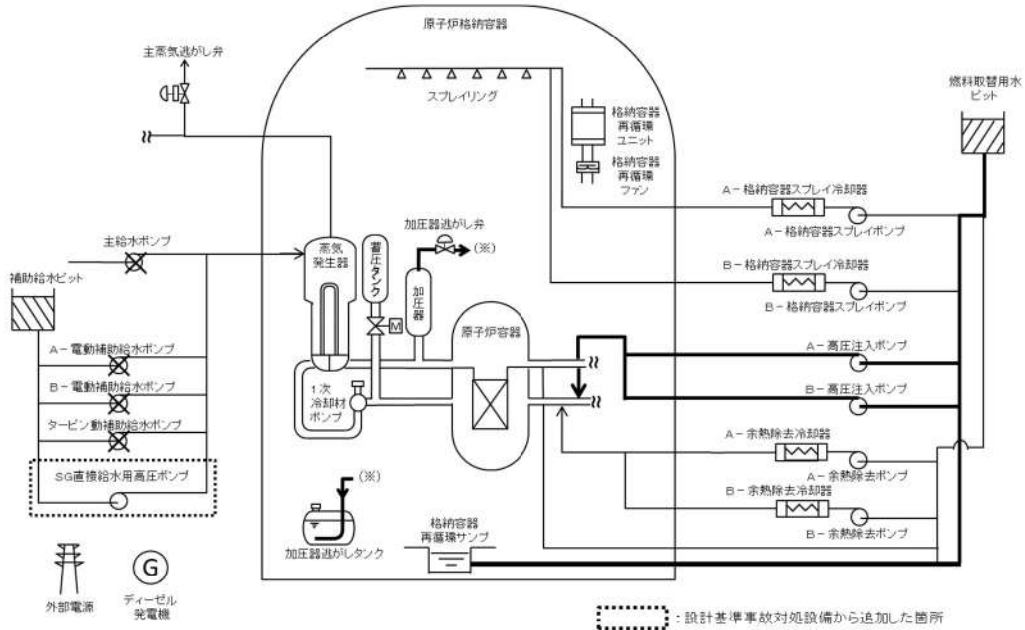 原子炉格納容器
主蒸気逃がし弁
スプレイリング
格納容器
再循環
ユニット
格納容器
再循環
ファン
燃料取替用水
ピット
A-格納容器スプレイ冷却器
A-格納容器スプレイポンプ
B-格納容器スプレイ冷却器
B-格納容器スプレイポンプ
主給水ポンプ
補助給水ピット
蒸気
発生器
蓄圧タンク
加圧器逃がし弁
(※)
加圧器
M
原子炉容器
A-高圧注入ポンプ
B-高圧注入ポンプ
A-電動補助給水ポンプ
B-電動補助給水ポンプ
タービン動補助給水ポンプ
SG直接給水用高圧ポンプ
1次
冷却材
ポンプ
A-余熱除去冷却器
A-余熱除去ポンプ
B-余熱除去冷却器
B-余熱除去ポンプ
(※)
加圧器逃がしタンク
格納容器
再循環サンプ
外部電源
G
ディーゼル
発電機
:設計基準事故対処設備から追加した箇所